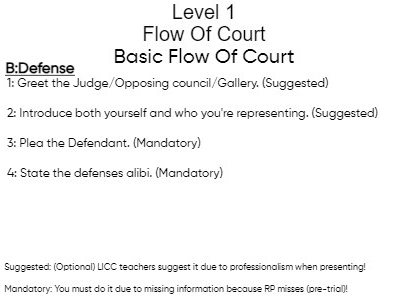 Level 1
Flow Of Court
Basic Flow Of Court
B:Defense
1: Greet the Judge/Opposing council/Gallery. (Suggested)
2: Introduce both yourself and who you're representing. (Suggested)
3: Plea the Defendant. (Mandatory)
4: State the defenses alibi. (Mandatory)
Suggested: (Optional) LICC teachers suggest it due to professionalism when presenting!
Mandatory: You must do it due to missing information because RP misses (pre-trial)!